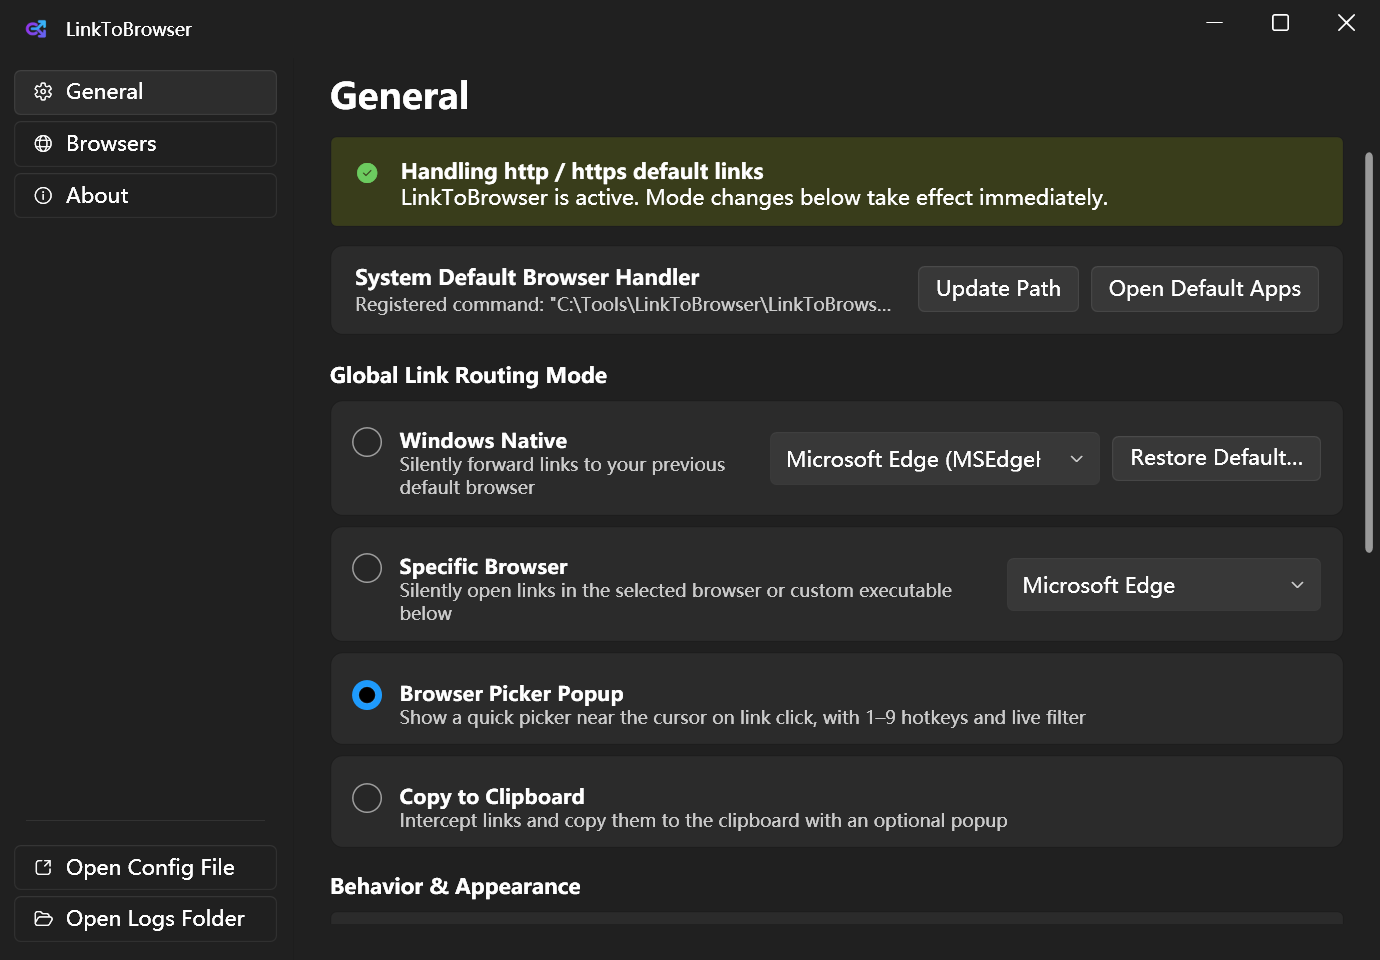 LinkToBrowser
General
Browsers
About
Open Config File
Open Logs Folder
General
Handling http / https default links
LinkToBrowser is active. Mode changes below take effect immediately.
System Default Browser Handler
Registered command: "C:\Tools\LinkToBrowser\LinkToBrows...
Update Path
Open Default Apps
Global Link Routing Mode
Windows Native
Silently forward links to your previous
default browser
Microsoft Edge (MSEdgeH
Restore Default...
Specific Browser
Silently open links in the selected browser or custom executable
below
Microsoft Edge
Browser Picker Popup
Show a quick picker near the cursor on link click, with 1–9 hotkeys and live filter
Copy to Clipboard
Intercept links and copy them to the clipboard with an optional popup
Behavior & Appearance